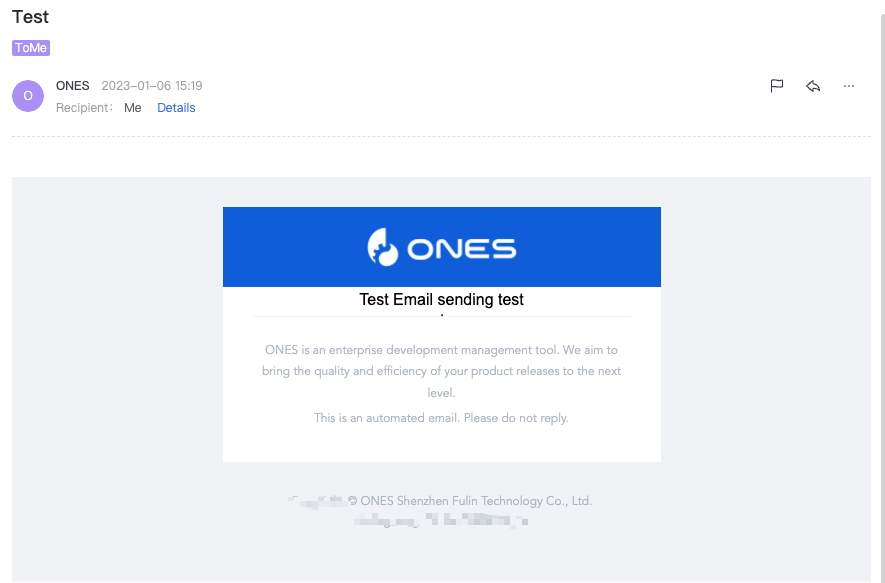 Test
ToMe
O
ONES 2023-01-06 15:19
Recipient: Me Details
ONES
Test Email sending test
.
ONES is an enterprise development management tool. We aim to
bring the quality and efficiency of your product releases to the next
level.
This is an automated email. Please do not reply.
ONES Shenzhen Fulin Technology Co., Ltd.